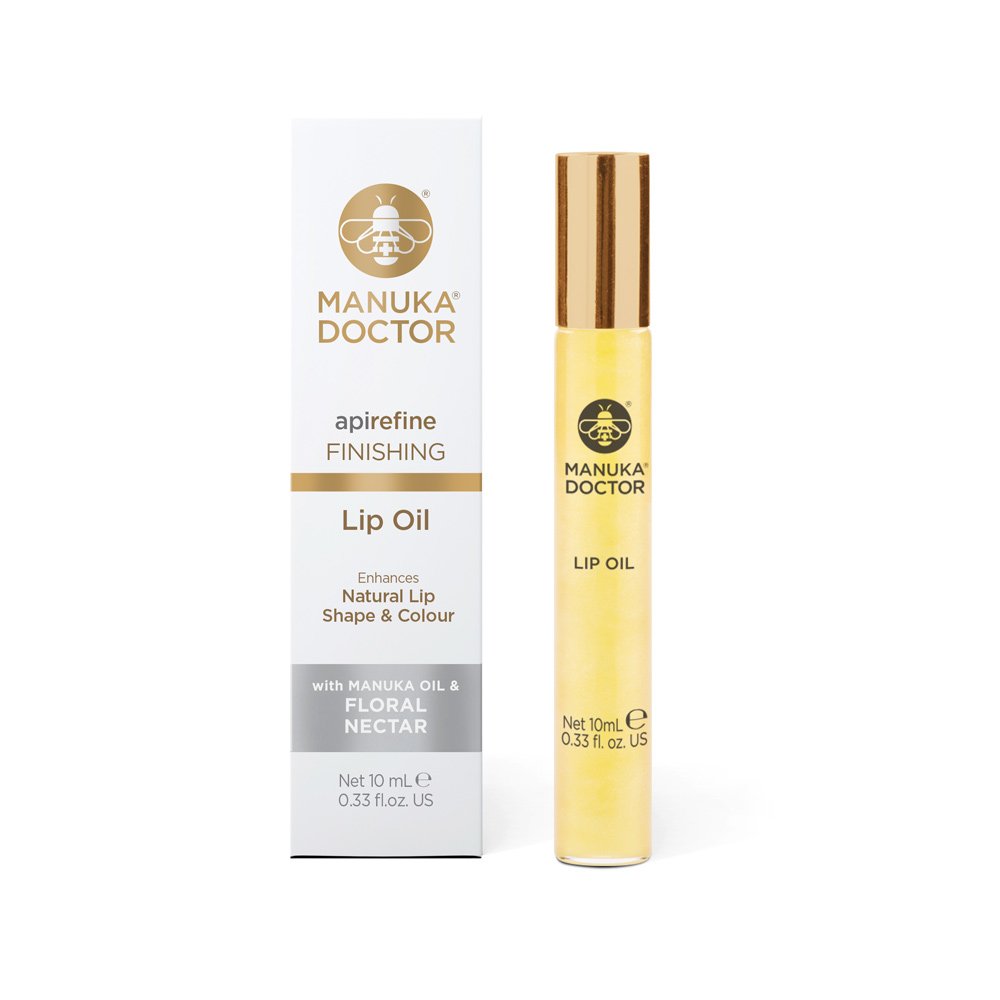 MANUKA®
DOCTOR
apirefine
FINISHING
Lip Oil
Enhances
Natural Lip
Shape & Colour
with MANUKA OIL &
FLORAL
NECTAR
Net 10 mL ℮
0.33 fl.oz. US
MANUKA®
DOCTOR
LIP OIL
Net 10mL ℮
0.33 fl. oz. US